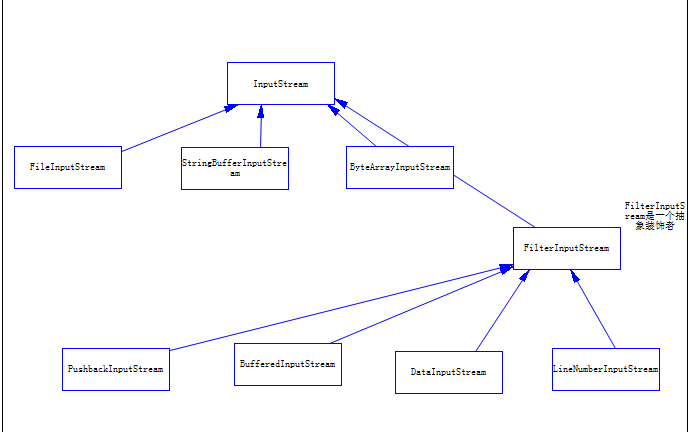 InputStream
FileInputStream
StringBufferInputStre
am
ByteArrayInputStream
FilterInputS
ream是一个抽
象装饰者
FilterInputStream
PushbackInputStream
BufferedInputStream
DataInputStream
LineNumberInputStream